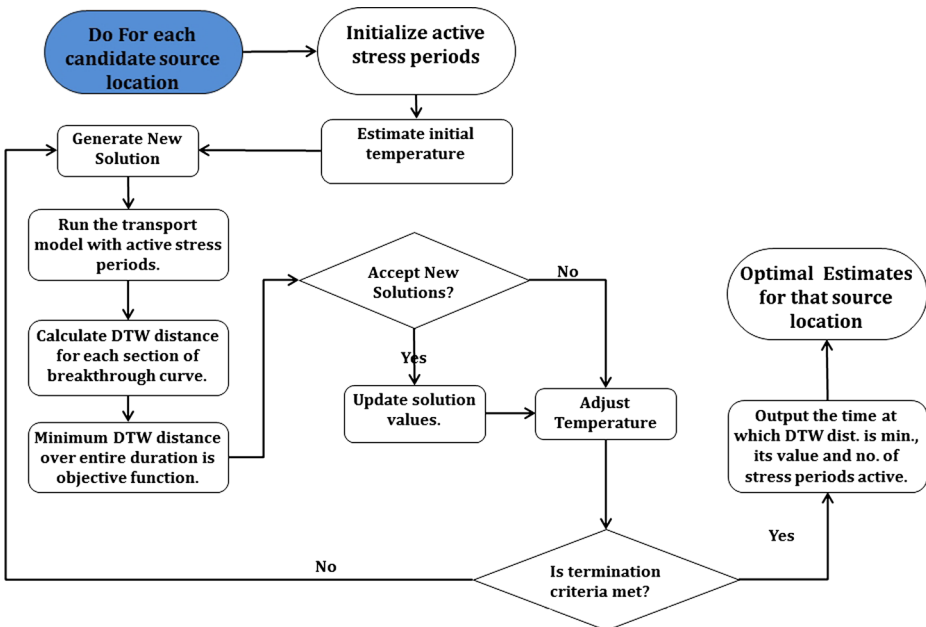 Do For each
candidate source
location
Initialize active
stress periods
Estimate initial
temperature
Generate New
Solution
Run the transport
model with active stress
periods.
Calculate DTW distance
for each section of
breakthrough curve.
Minimum DTW distance
over entire duration is
objective function.
Accept New
Solutions?
No
Yes
Update solution
values.
Adjust
Temperature
Is termination
criteria met?
No
Yes
Output the time at
which DTW dist. is min.,
its value and no. of
stress periods active.
Optimal Estimates
for that source
location